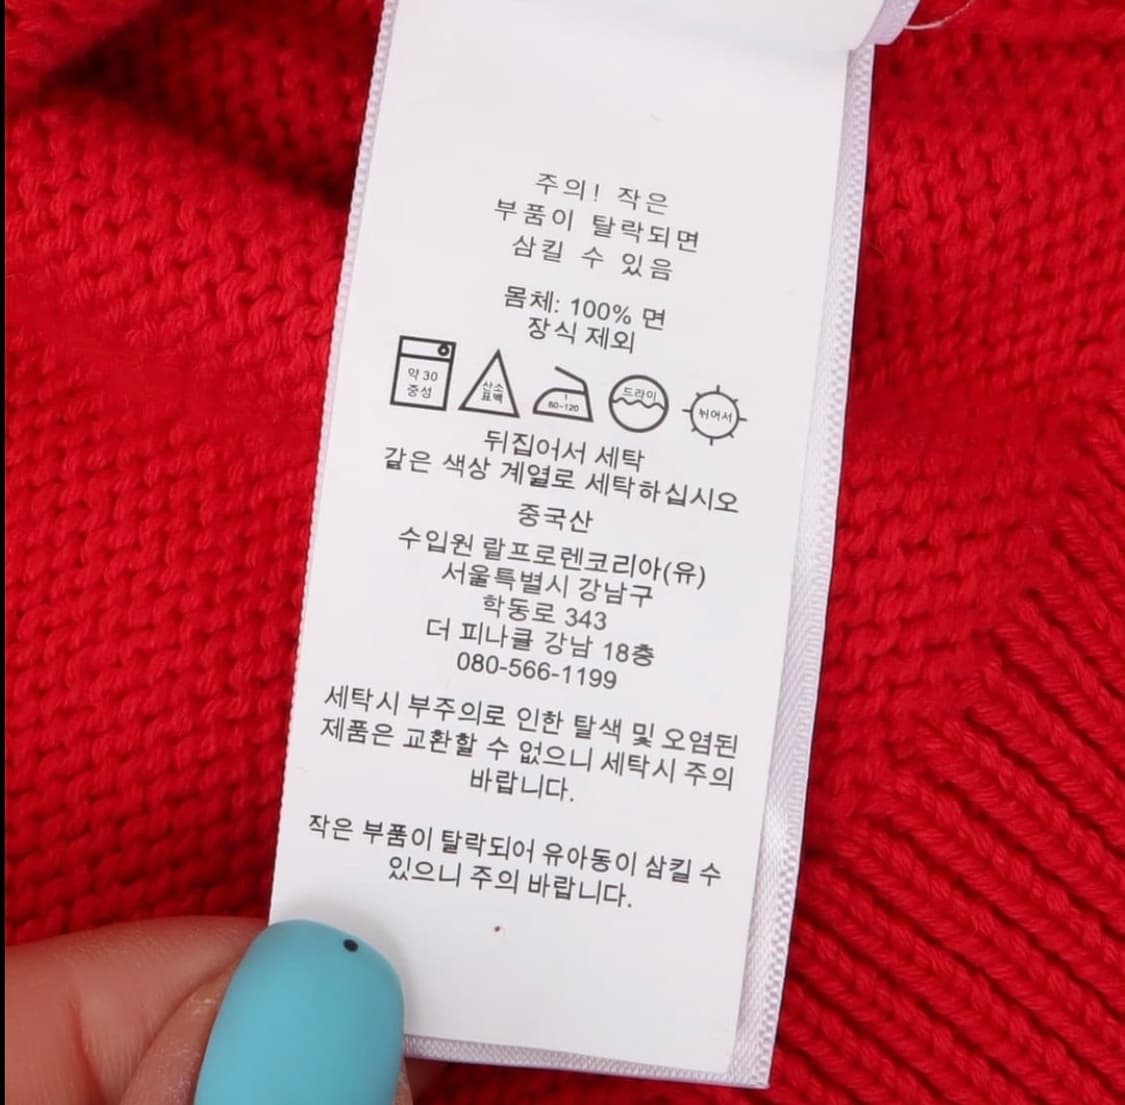 주의! 작은
부품이 탈락되면
삼킬 수 있음
몸체: 100% 면
장식 제외
약 30
중성
산소
표백
1
80~120
드라이
뉘어서
뒤집어서 세탁
같은 색상 계열로 세탁하십시오
중국산
수입원 랄프로렌코리아(유)
서울특별시 강남구
학동로 343
더 피나클 강남 18층
080-566-1199
세탁시 부주의로 인한 탈색 및 오염된
제품은 교환할 수 없으니 세탁시 주의
바랍니다.
작은 부품이 탈락되어 유아동이 삼킬 수
있으니 주의 바랍니다.